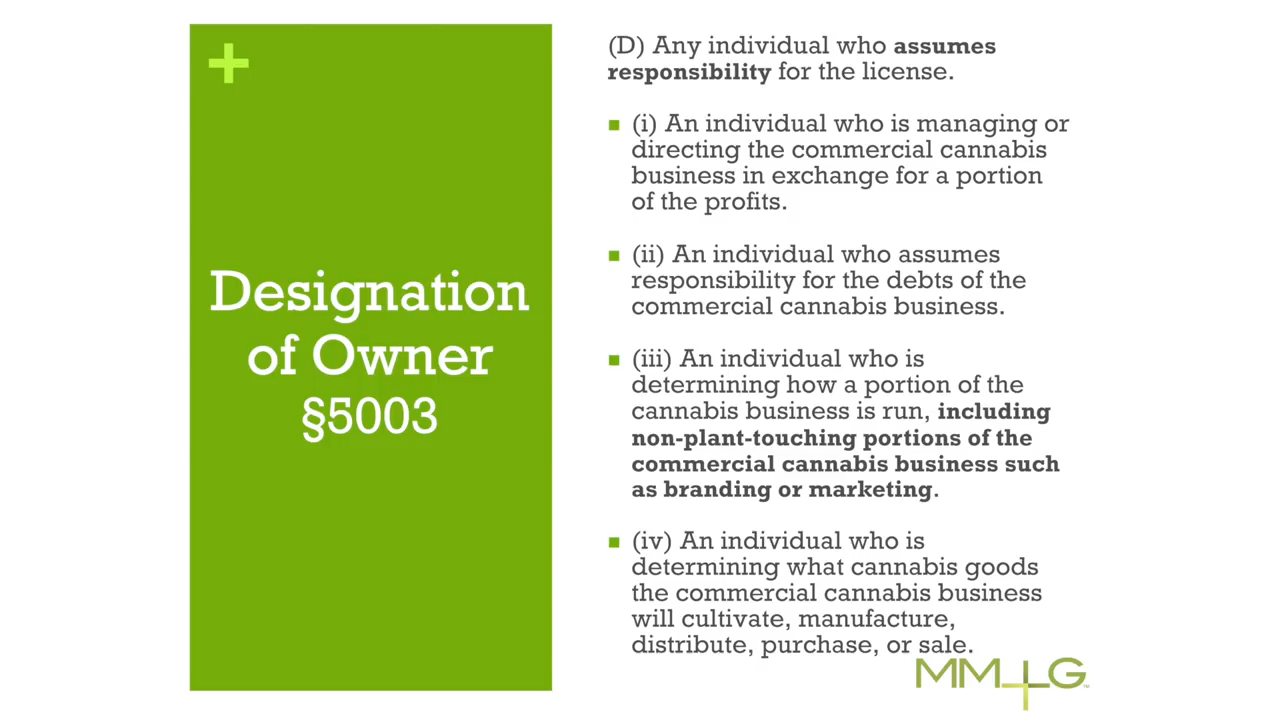 +
Designation
of Owner
§5003
(D) Any individual who assumes
responsibility for the license.
(i) An individual who is managing or
directing the commercial cannabis
business in exchange for a portion
of the profits.
(ii) An individual who assumes
responsibility for the debts of the
commercial cannabis business.
(iii) An individual who is
determining how a portion of the
cannabis business is run, including
non-plant-touching portions of the
commercial cannabis business such
as branding or marketing.
(iv) An individual who is
determining what cannabis goods
the commercial cannabis business
will cultivate, manufacture,
distribute, purchase, or sale.
MMLG™